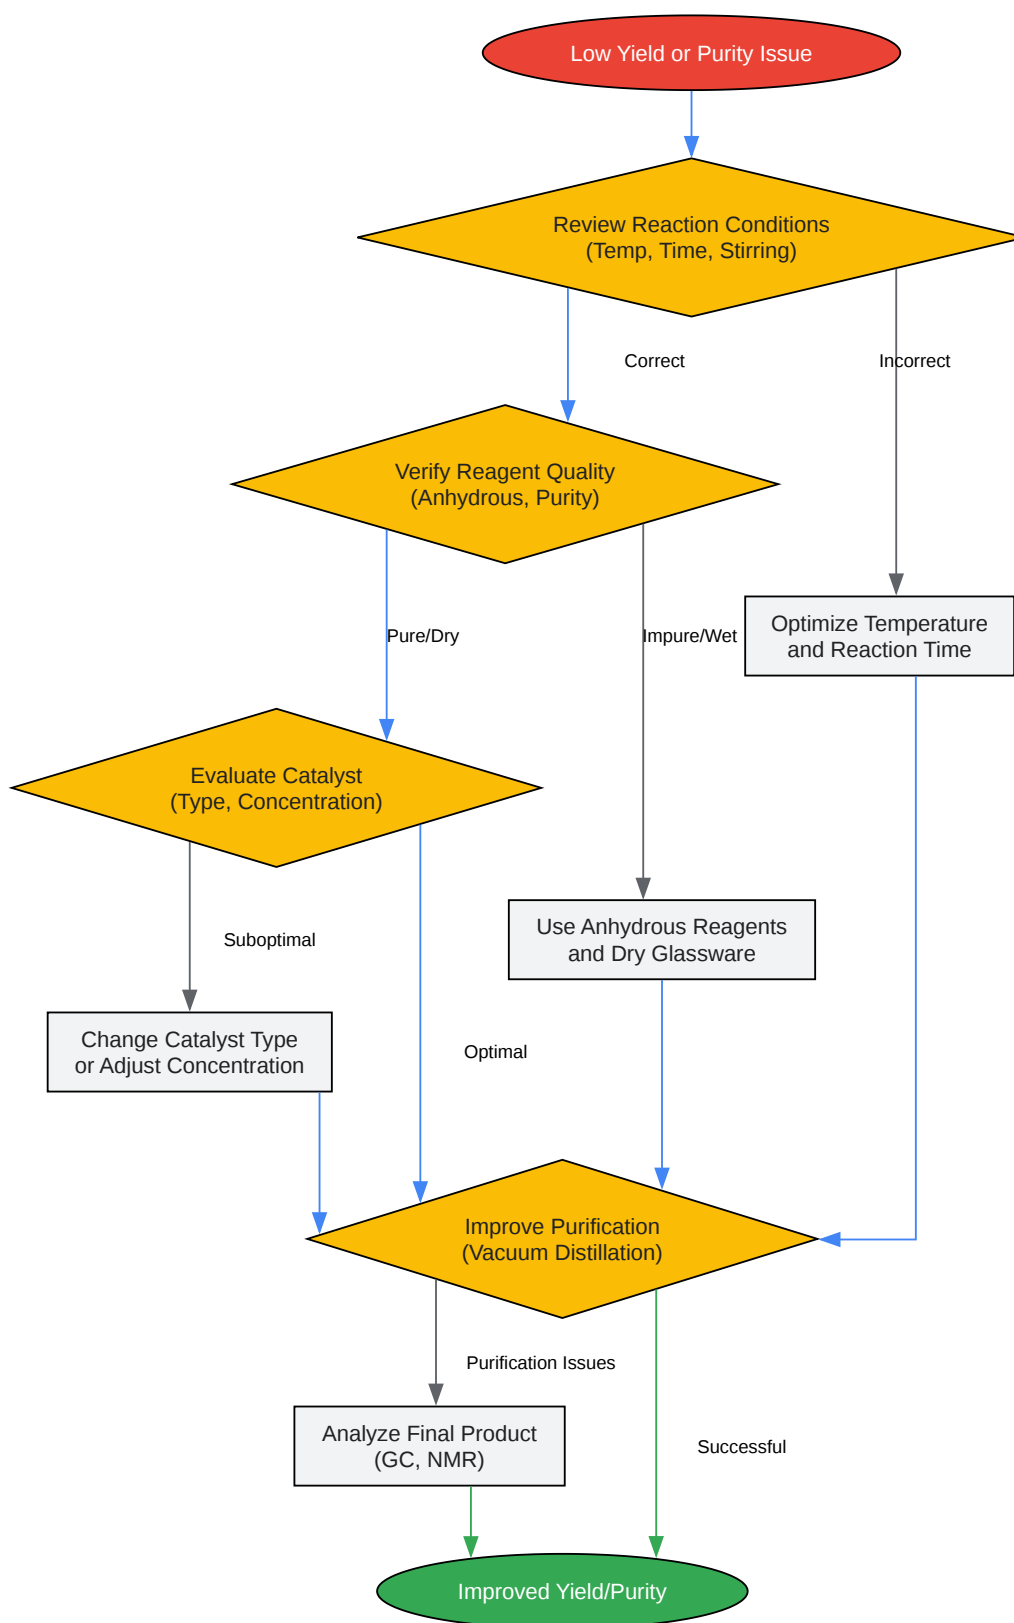 Low Yield or Purity Issue
Review Reaction Conditions
(Temp, Time, Stirring)
Correct
Incorrect
Verify Reagent Quality
(Anhydrous, Purity)
Optimize Temperature
and Reaction Time
Pure/Dry
Impure/Wet
Evaluate Catalyst
(Type, Concentration)
Use Anhydrous Reagents
and Dry Glassware
Suboptimal
Change Catalyst Type
or Adjust Concentration
Optimal
Improve Purification
(Vacuum Distillation)
Purification Issues
Analyze Final Product
(GC, NMR)
Successful
Improved Yield/Purity